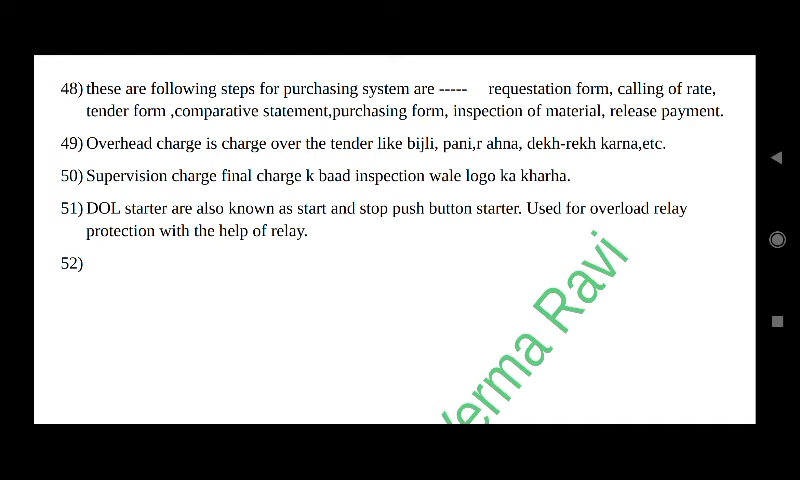 48) these are following steps for purchasing system are ----- requestation form, calling of rate,
tender form ,comparative statement,purchasing form, inspection of material, release payment.
49) Overhead charge is charge over the tender like bijli, pani,r ahna, dekh-rekh karna,etc.
50) Supervision charge final charge k baad inspection wale logo ka kharha.
51) DOL starter are also known as start and stop push button starter. Used for overload relay
protection with the help of relay.
52)
Verma Ravi